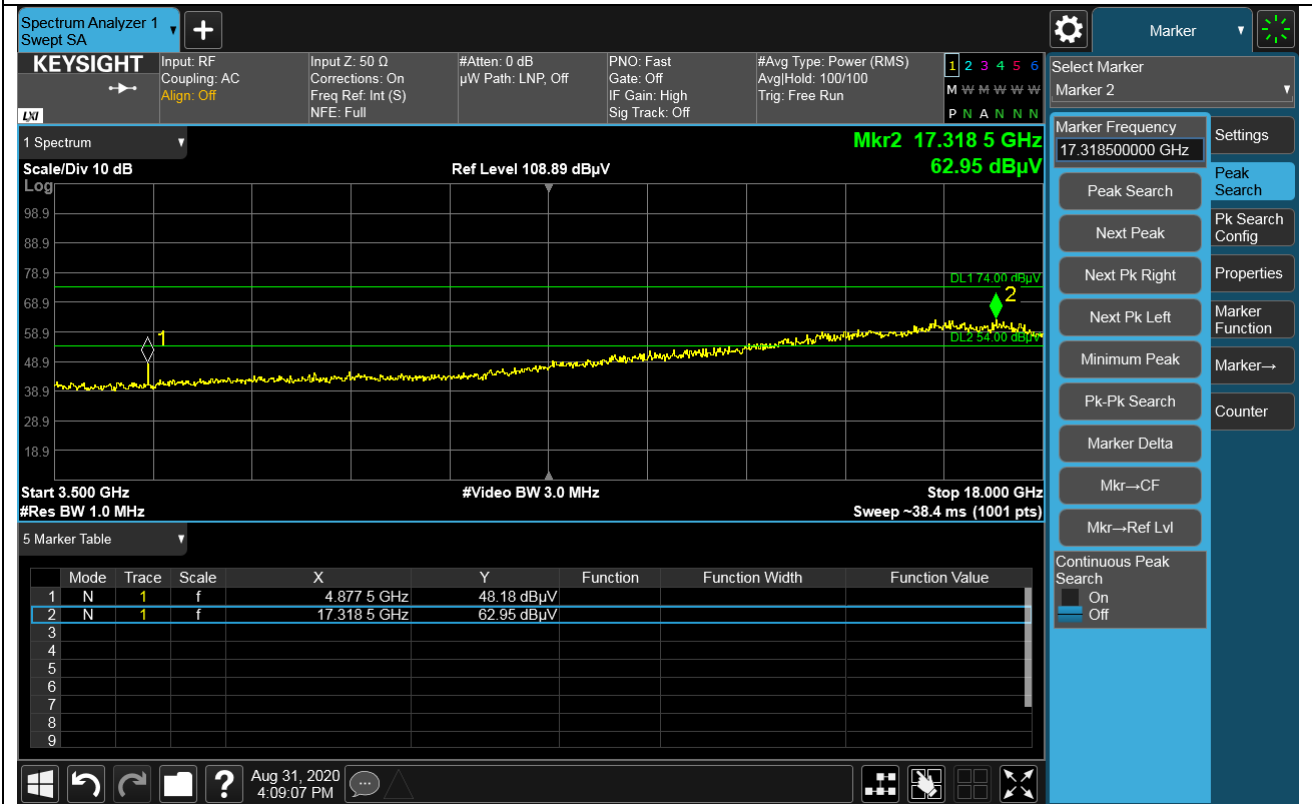 Spectrum Analyzer 1
Swept SA
Marker
KEYSIGHT
LXI
Input: RF
Coupling: AC
Align: Off
Input Z: 50 Ω
Corrections: On
Freq Ref: Int (S)
NFE: Full
#Atten: 0 dB
µW Path: LNP, Off
PNO: Fast
Gate: Off
IF Gain: High
Sig Track: Off
#Avg Type: Power (RMS)
Avg|Hold: 100/100
Trig: Free Run
1 2 3 4 5 6
M W M W W W
P N A N N N
Select Marker
Marker 2
1 Spectrum
Mkr2 17.318 5 GHz
Scale/Div 10 dB
Ref Level 108.89 dBµV
62.95 dBµV
Log
98.9
88.9
78.9
68.9
58.9
48.9
38.9
28.9
18.9
DL1 74.00 dBµV
2
1
DL2 54.00 dBµV
Start 3.500 GHz
#Video BW 3.0 MHz
Stop 18.000 GHz
#Res BW 1.0 MHz
Sweep ~38.4 ms (1001 pts)
Marker Frequency
17.318500000 GHz
Peak Search
Next Peak
Next Pk Right
Next Pk Left
Minimum Peak
Pk-Pk Search
Marker Delta
Mkr→CF
Mkr→Ref Lvl
Continuous Peak
Search
On
Off
Settings
Peak
Search
Pk Search
Config
Properties
Marker
Function
Marker→
Counter
5 Marker Table
Mode Trace Scale X Y Function Function Width Function Value
1 N 1 f 4.877 5 GHz 48.18 dBµV
2 N 1 f 17.318 5 GHz 62.95 dBµV
3
4
5
6
7
8
9
?
Aug 31, 2020
4:09:07 PM